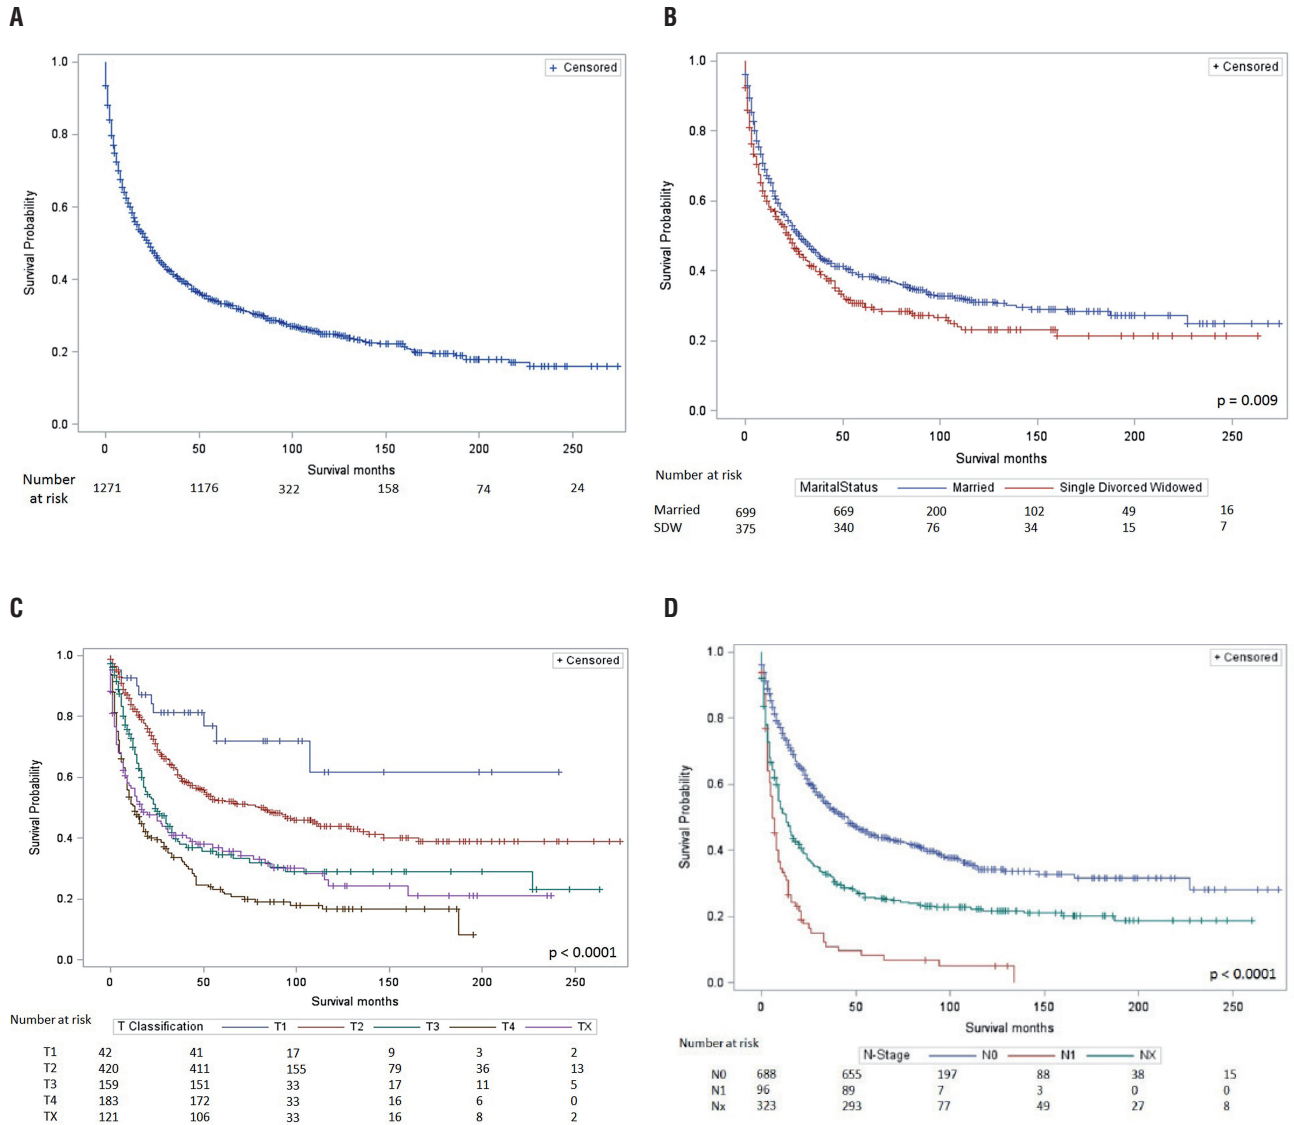 A
1.0
0.8
0.6
0.4
0.2
0.0
Survival Probability
+ Censored
0 50 100 150 200 250
Survival months
Number at risk
1271 1176 322 158 74 24
B
1.0
0.8
0.6
0.4
0.2
0.0
Survival Probability
+ Censored
p = 0.009
0 50 100 150 200 250
Survival months
Number at risk
MaritalStatus Married Single Divorced Widowed
Married 699 669 200 102 49 16
SDW 375 340 76 34 15 7
C
1.0
0.8
0.6
0.4
0.2
0.0
Survival Probability
+ Censored
p < 0.0001
0 50 100 150 200 250
Survival months
Number at risk
T Classification T1 T2 T3 T4 TX
T1 42 41 17 9 3 2
T2 420 411 155 79 36 13
T3 159 151 33 17 11 5
T4 183 172 33 16 6 0
TX 121 106 33 16 8 2
D
1.0
0.8
0.6
0.4
0.2
0.0
Survival Probability
+ Censored
p < 0.0001
0 50 100 150 200 250
Survival months
Number at risk
N-Stage N0 N1 NX
N0 688 655 197 88 38 15
N1 96 89 7 3 0 0
Nx 323 293 77 49 27 8